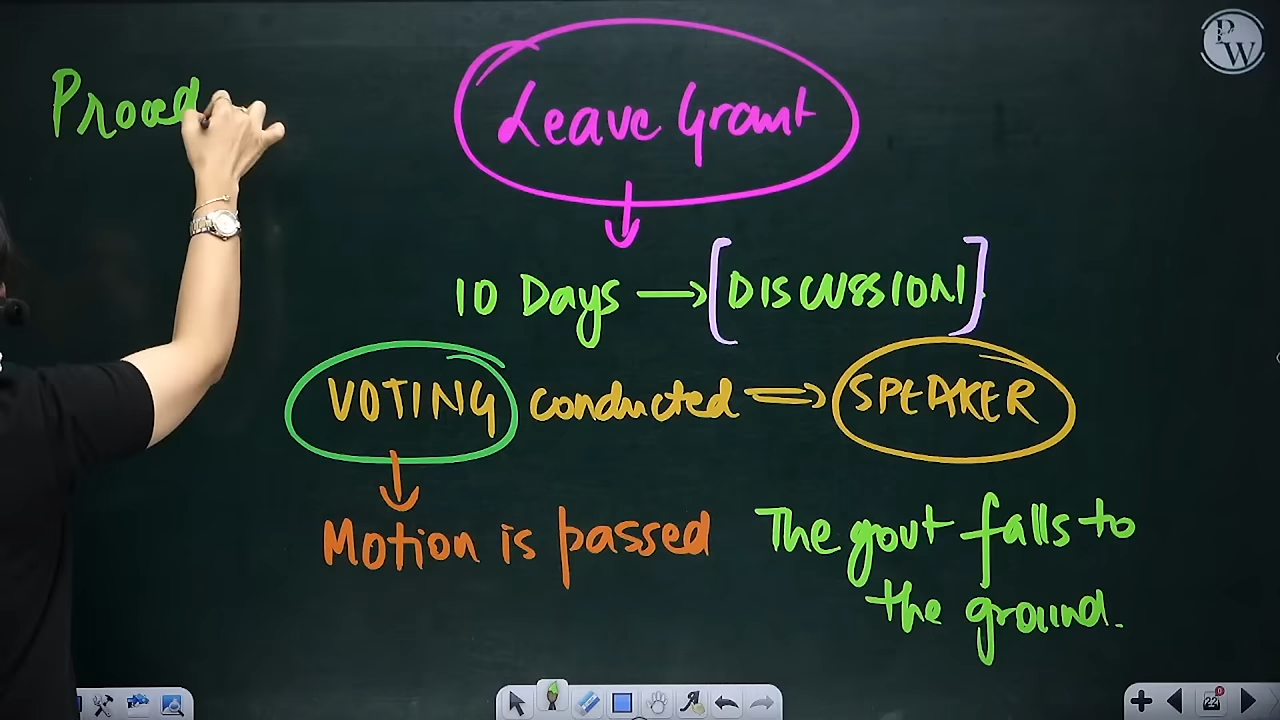 Proced
Leave Grant
10 Days → [DISCUSSION]
VOTING conducted ⇒ SPEAKER
Motion is passed
The govt falls to
the ground.
PW
22